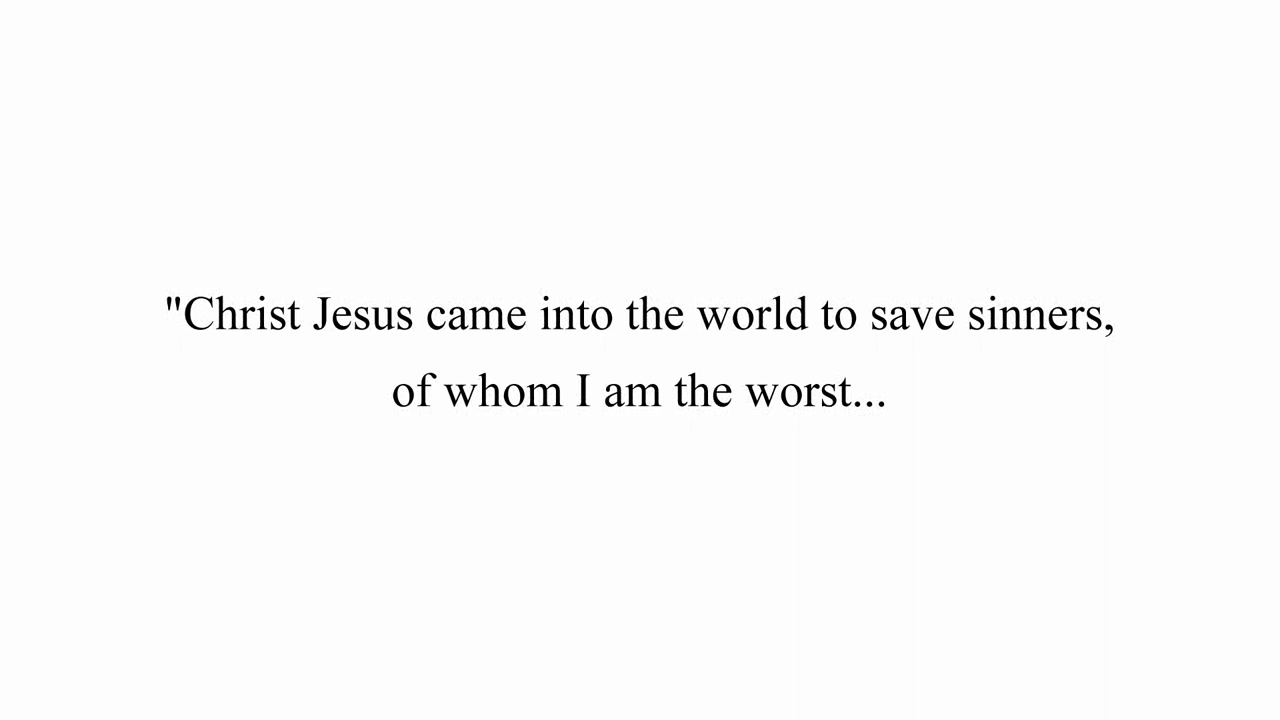 "Christ Jesus came into the world to save sinners,
of whom I am the worst...